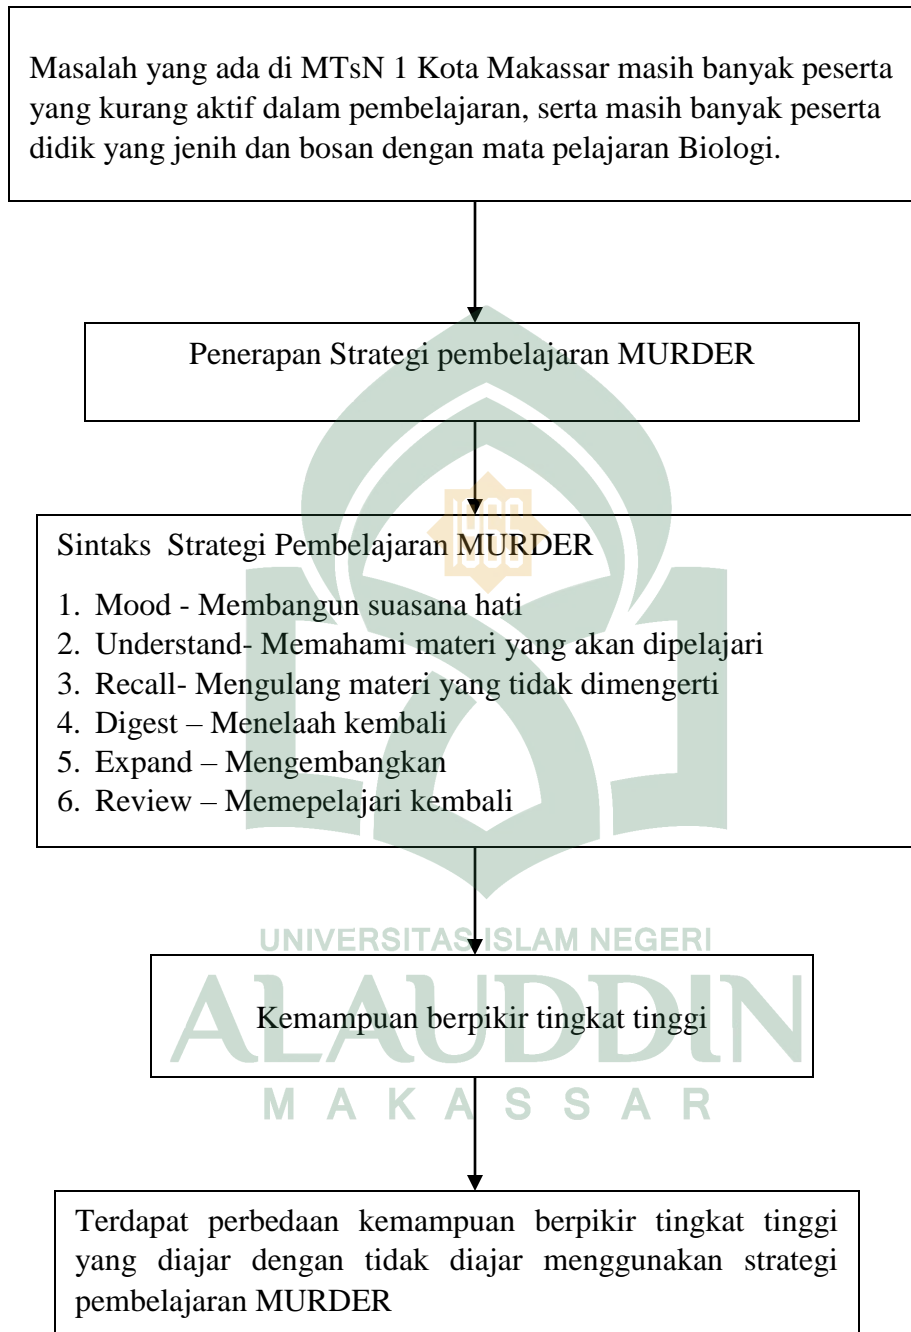 Masalah yang ada di MTsN 1 Kota Makassar masih banyak peserta
yang kurang aktif dalam pembelajaran, serta masih banyak peserta
didik yang jenih dan bosan dengan mata pelajaran Biologi.
Penerapan Strategi pembelajaran MURDER
1966
Sintaks Strategi Pembelajaran MURDER
1. Mood - Membangun suasana hati
2. Understand- Memahami materi yang akan dipelajari
3. Recall- Mengulang materi yang tidak dimengerti
4. Digest – Menelaah kembali
5. Expand – Mengembangkan
6. Review – Memepelajari kembali
UNIVERSITAS ISLAM NEGERI
ALAUDDIN
Kemampuan berpikir tingkat tinggi
MAKASSAR
Terdapat perbedaan kemampuan berpikir tingkat tinggi
yang diajar dengan tidak diajar menggunakan strategi
pembelajaran MURDER